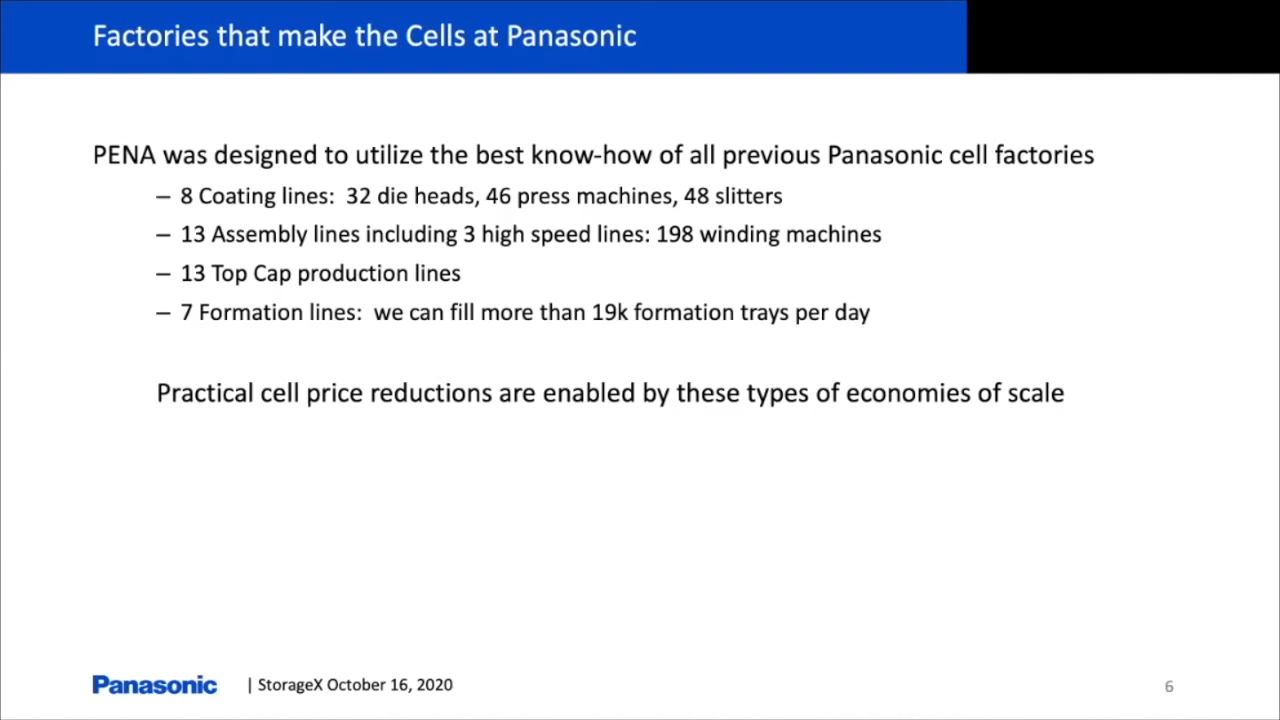 Factories that make the Cells at Panasonic
PENA was designed to utilize the best know-how of all previous Panasonic cell factories
– 8 Coating lines:  32 die heads, 46 press machines, 48 slitters
– 13 Assembly lines including 3 high speed lines: 198 winding machines
– 13 Top Cap production lines
– 7 Formation lines:  we can fill more than 19k formation trays per day
Practical cell price reductions are enabled by these types of economies of scale
Panasonic | StorageX October 16, 2020 6